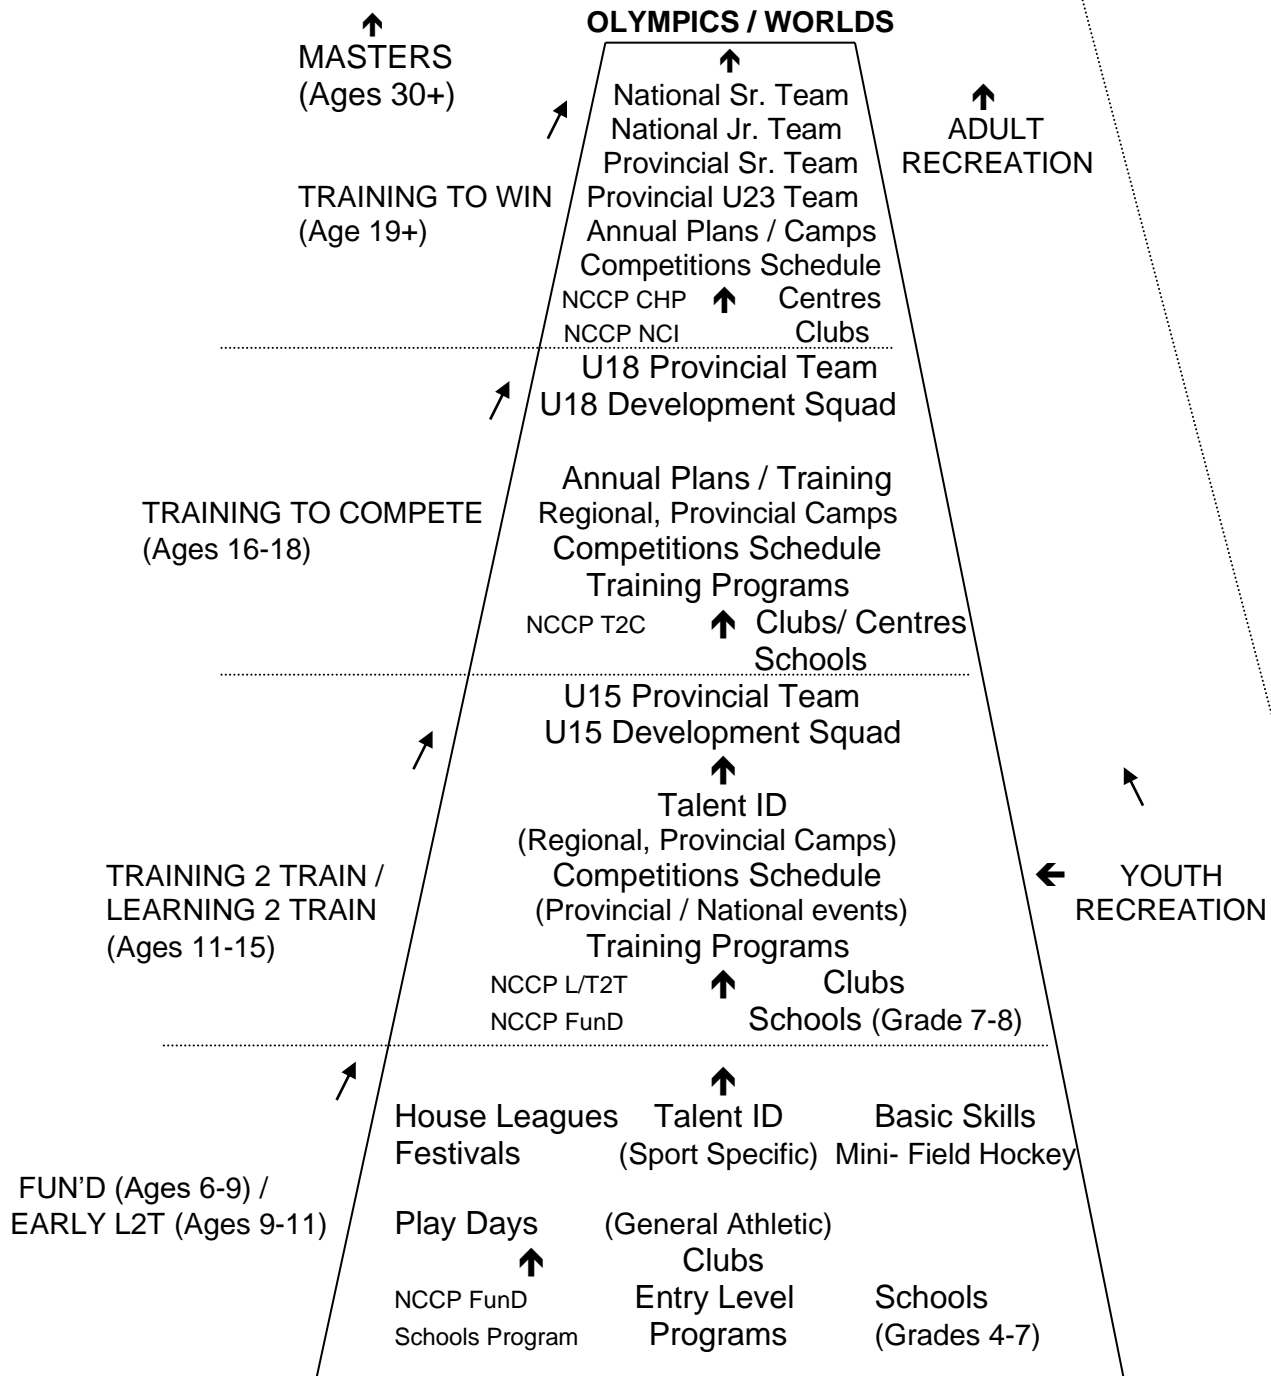 OLYMPICS / WORLDS
MASTERS
(Ages 30+)
National Sr. Team
National Jr. Team
Provincial Sr. Team
ADULT
RECREATION
TRAINING TO WIN
(Age 19+)
Provincial U23 Team
Annual Plans / Camps
Competitions Schedule
NCCP CHP Centres
NCCP NCI Clubs
U18 Provincial Team
U18 Development Squad
TRAINING TO COMPETE
(Ages 16-18)
Annual Plans / Training
Regional, Provincial Camps
Competitions Schedule
Training Programs
NCCP T2C Clubs/ Centres
Schools
U15 Provincial Team
U15 Development Squad
Talent ID
(Regional, Provincial Camps)
TRAINING 2 TRAIN /
LEARNING 2 TRAIN
(Ages 11-15)
Competitions Schedule
(Provincial / National events)
Training Programs
YOUTH
RECREATION
NCCP L/T2T Clubs
NCCP FunD Schools (Grade 7-8)
House Leagues Talent ID Basic Skills
Festivals (Sport Specific) Mini- Field Hockey
FUN'D (Ages 6-9) /
EARLY L2T (Ages 9-11)
Play Days (General Athletic)
Clubs
NCCP FunD Entry Level Schools
Schools Program Programs (Grades 4-7)